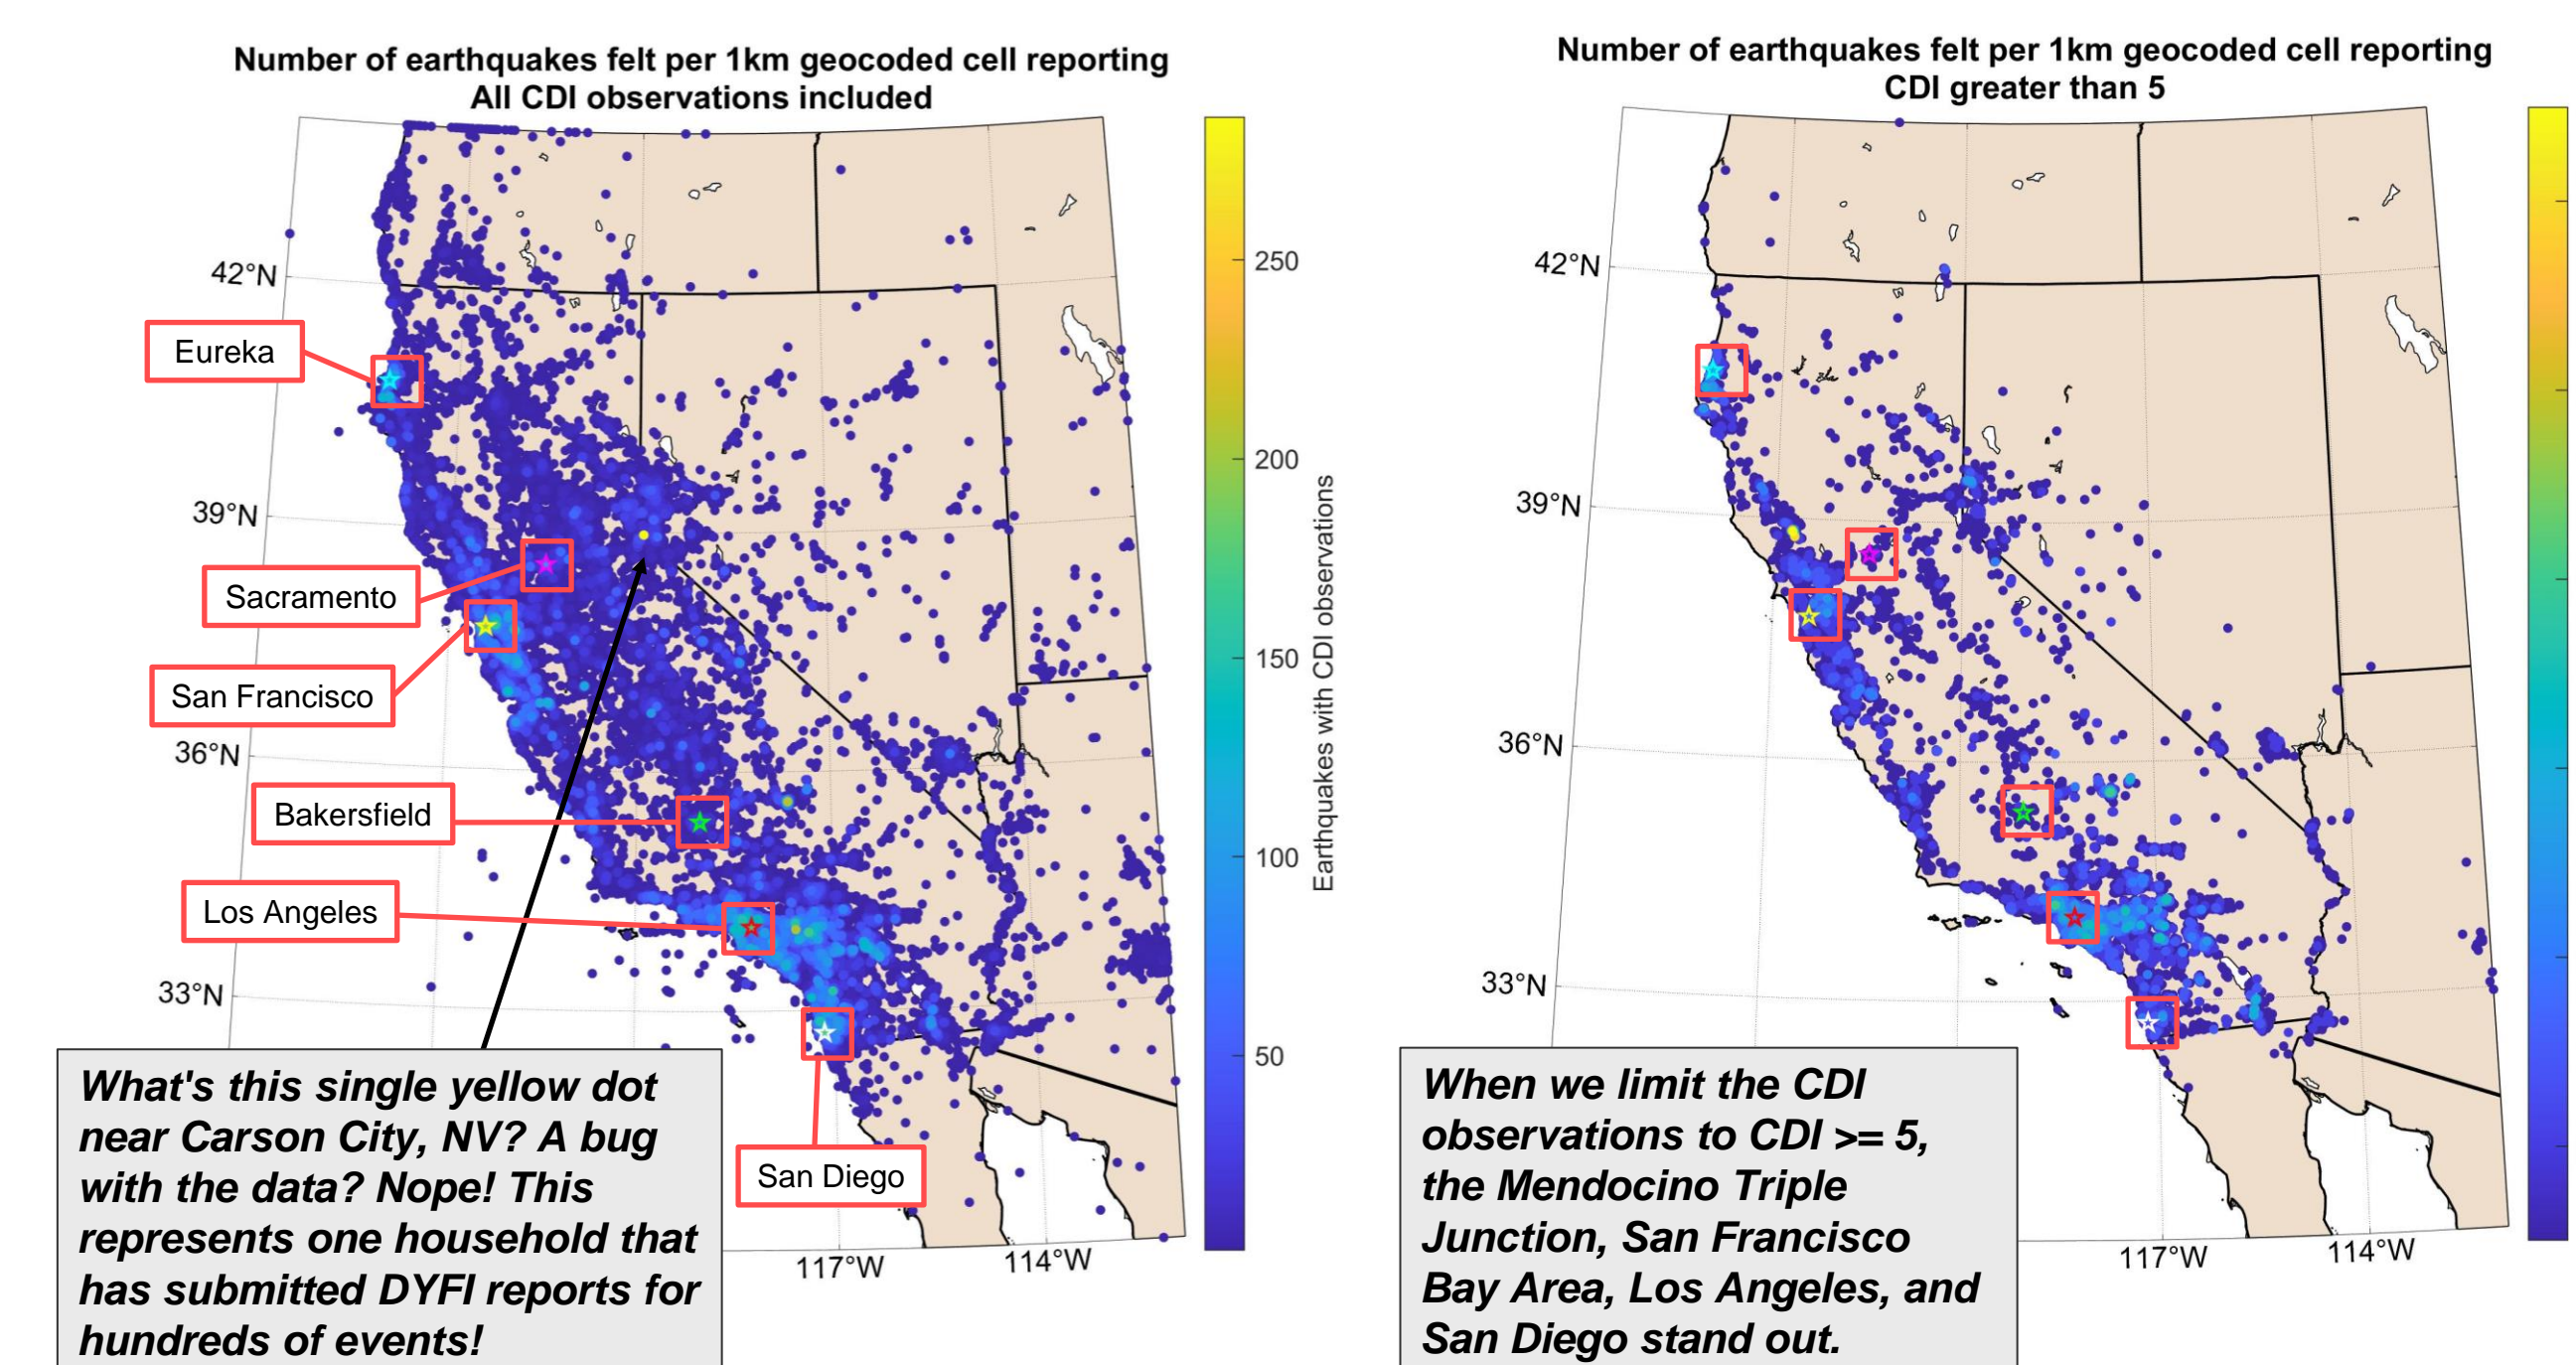 Number of earthquakes felt per 1km geocoded cell reporting
All CDI observations included
42°N
39°N
36°N
33°N
117°W
114°W
Eureka
Sacramento
San Francisco
Bakersfield
Los Angeles
San Diego
250
200
150
100
50
Earthquakes with CDI observations
What's this single yellow dot
near Carson City, NV? A bug
with the data? Nope! This
represents one household that
has submitted DYFI reports for
hundreds of events!
Number of earthquakes felt per 1km geocoded cell reporting
CDI greater than 5
42°N
39°N
36°N
33°N
117°W
114°W
When we limit the CDI
observations to CDI >= 5,
the Mendocino Triple
Junction, San Francisco
Bay Area, Los Angeles, and
San Diego stand out.